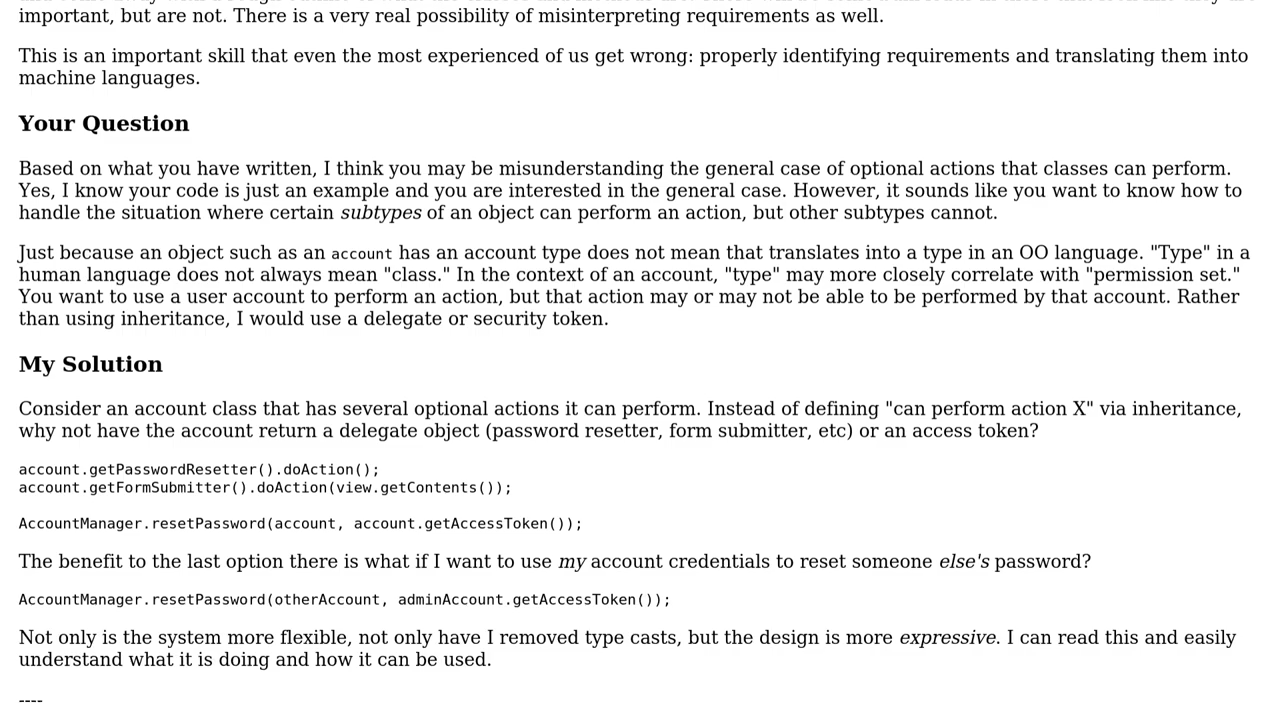 important, but are not. There is a very real possibility of misinterpreting requirements as well.
This is an important skill that even the most experienced of us get wrong: properly identifying requirements and translating them into
machine languages.
Your Question
Based on what you have written, I think you may be misunderstanding the general case of optional actions that classes can perform.
Yes, I know your code is just an example and you are interested in the general case. However, it sounds like you want to know how to
handle the situation where certain subtypes of an object can perform an action, but other subtypes cannot.
Just because an object such as an account has an account type does not mean that translates into a type in an OO language. "Type" in a
human language does not always mean "class." In the context of an account, "type" may more closely correlate with "permission set."
You want to use a user account to perform an action, but that action may or may not be able to be performed by that account. Rather
than using inheritance, I would use a delegate or security token.
My Solution
Consider an account class that has several optional actions it can perform. Instead of defining "can perform action X" via inheritance,
why not have the account return a delegate object (password resetter, form submitter, etc) or an access token?
account.getPasswordResetter().doAction();
account.getFormSubmitter().doAction(view.getContents());
AccountManager.resetPassword(account, account.getAccessToken());
The benefit to the last option there is what if I want to use my account credentials to reset someone else's password?
AccountManager.resetPassword(otherAccount, adminAccount.getAccessToken());
Not only is the system more flexible, not only have I removed type casts, but the design is more expressive. I can read this and easily
understand what it is doing and how it can be used.
----